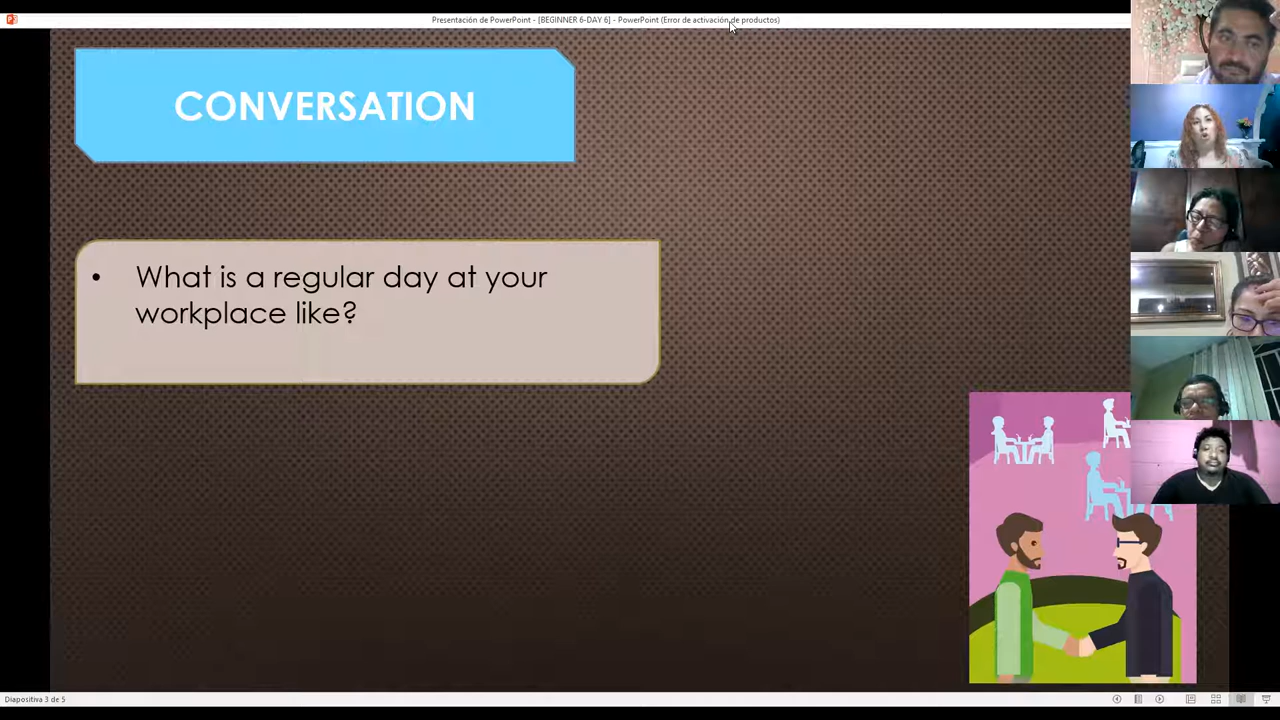 Presentación de PowerPoint - [BEGINNER 6-DAY 6] - PowerPoint (Error de activación de productos)
CONVERSATION
• What is a regular day at your
workplace like?
Diapositiva 3 de 5